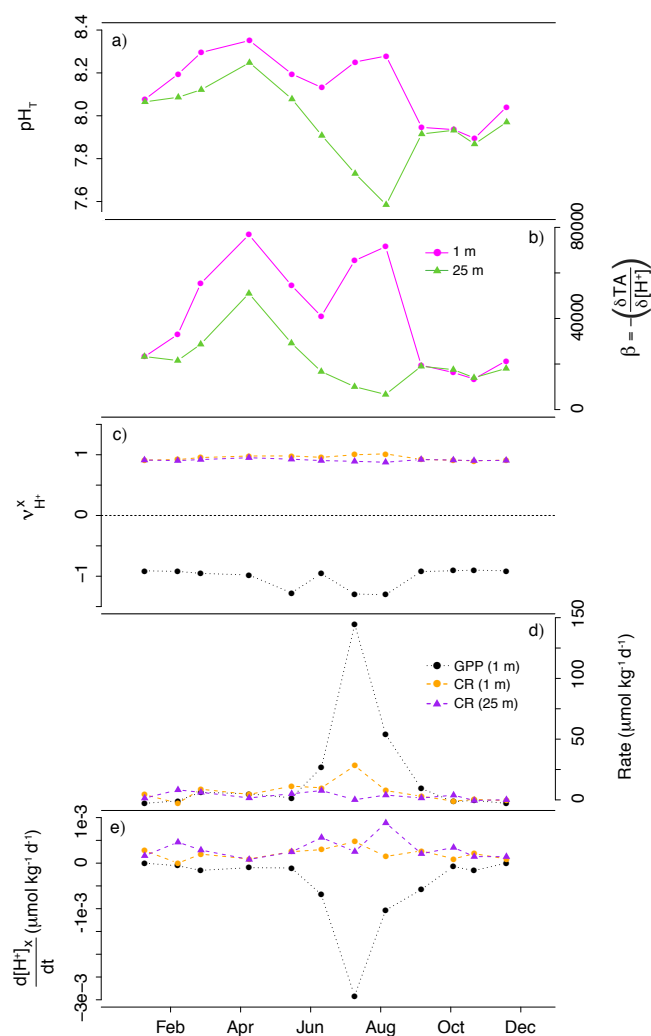 a)
pH_T
8.4
8.2
8.0
7.8
7.6
b)
1 m
25 m
80000
40000
0
β = −(δTA/δ[H⁺])
c)
ν_H⁺^x
1
0
−1
d)
GPP (1 m)
CR (1 m)
CR (25 m)
150
100
50
0
Rate (μmol kg⁻¹ d⁻¹)
e)
d[H⁺]_x/dt (μmol kg⁻¹ d⁻¹)
1e-3
0
-1e-3
-3e-3
Feb Apr Jun Aug Oct Dec